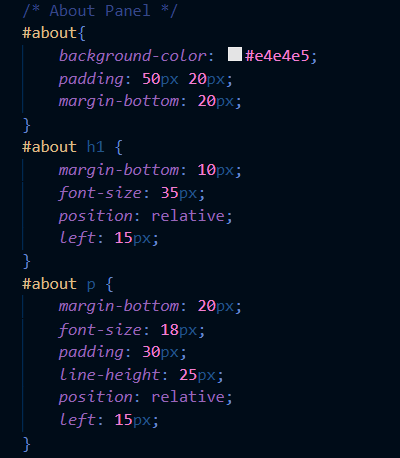 /* About Panel */
#about{
    background-color: #e4e4e5;
    padding: 50px 20px;
    margin-bottom: 20px;
}
#about h1 {
    margin-bottom: 10px;
    font-size: 35px;
    position: relative;
    left: 15px;
}
#about p {
    margin-bottom: 20px;
    font-size: 18px;
    padding: 30px;
    line-height: 25px;
    position: relative;
    left: 15px;
}